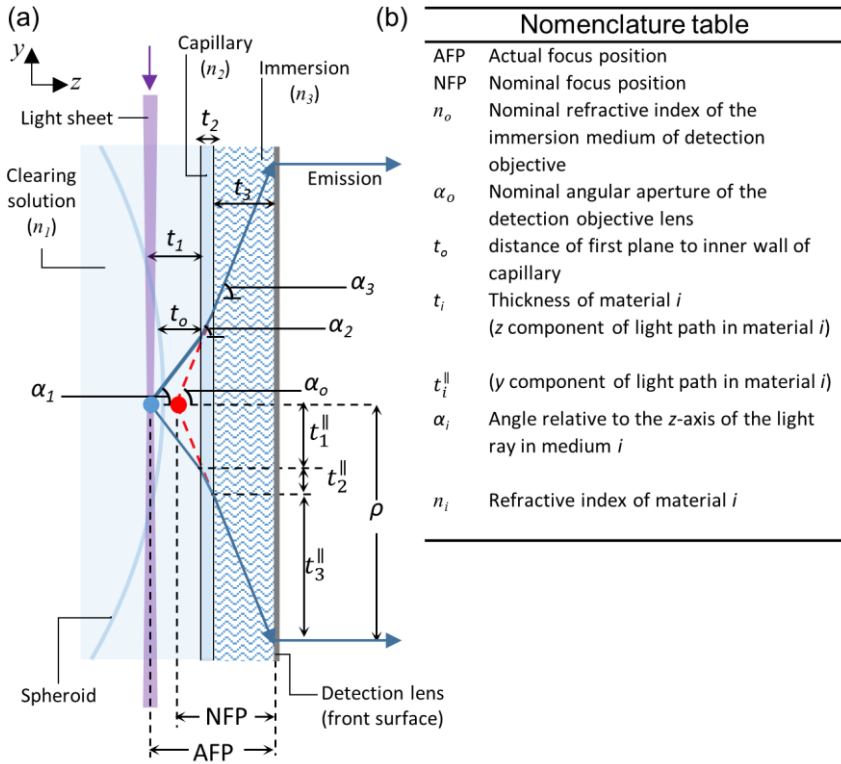 (a)
y
z
Light sheet
Capillary
(n₂)
Immersion
(n₃)
t₂
Emission
Clearing
solution
(n₁)
t₃
t₁
α₃
tₒ
α₂
α₁
αₒ
t₁‖
t₂‖
ρ
t₃‖
Spheroid
Detection lens
(front surface)
NFP
AFP
(b)
Nomenclature table
AFP Actual focus position
NFP Nominal focus position
nₒ Nominal refractive index of the
immersion medium of detection
objective
αₒ Nominal angular aperture of the
detection objective lens
tₒ distance of first plane to inner wall of
capillary
tᵢ Thickness of material i
(z component of light path in material i)
tᵢ‖ (y component of light path in material i)
αᵢ Angle relative to the z-axis of the light
ray in medium i
nᵢ Refractive index of material i